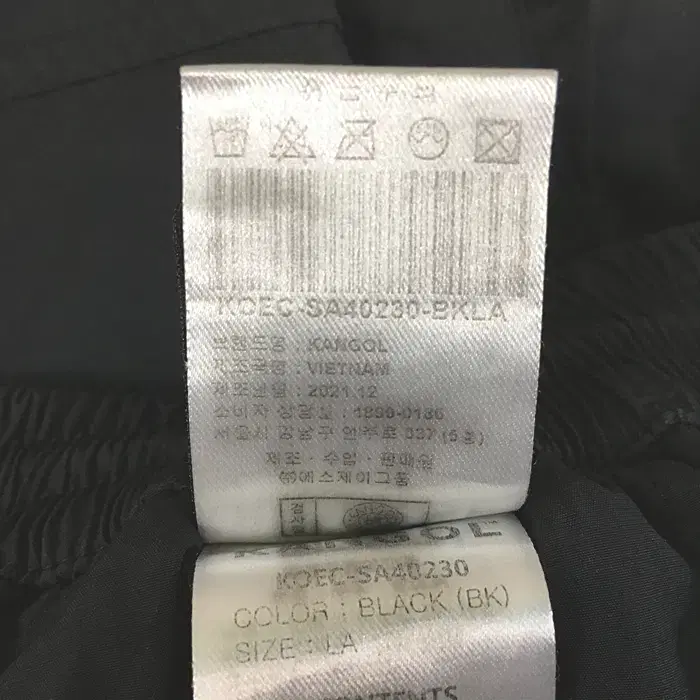 KOEC-SA40230-BKLA
브랜드명 : KANGOL
제조국명 : VIETNAM
제조년월 : 2021.12
소비자 상담실 :
서울시 강남구 언주로 337 (5층)
제조 · 수입 · 판매원
㈜에스제이그룹
KANGOL
KOEC-SA40230
COLOR : BLACK (BK)
SIZE : LA
CONTENTS